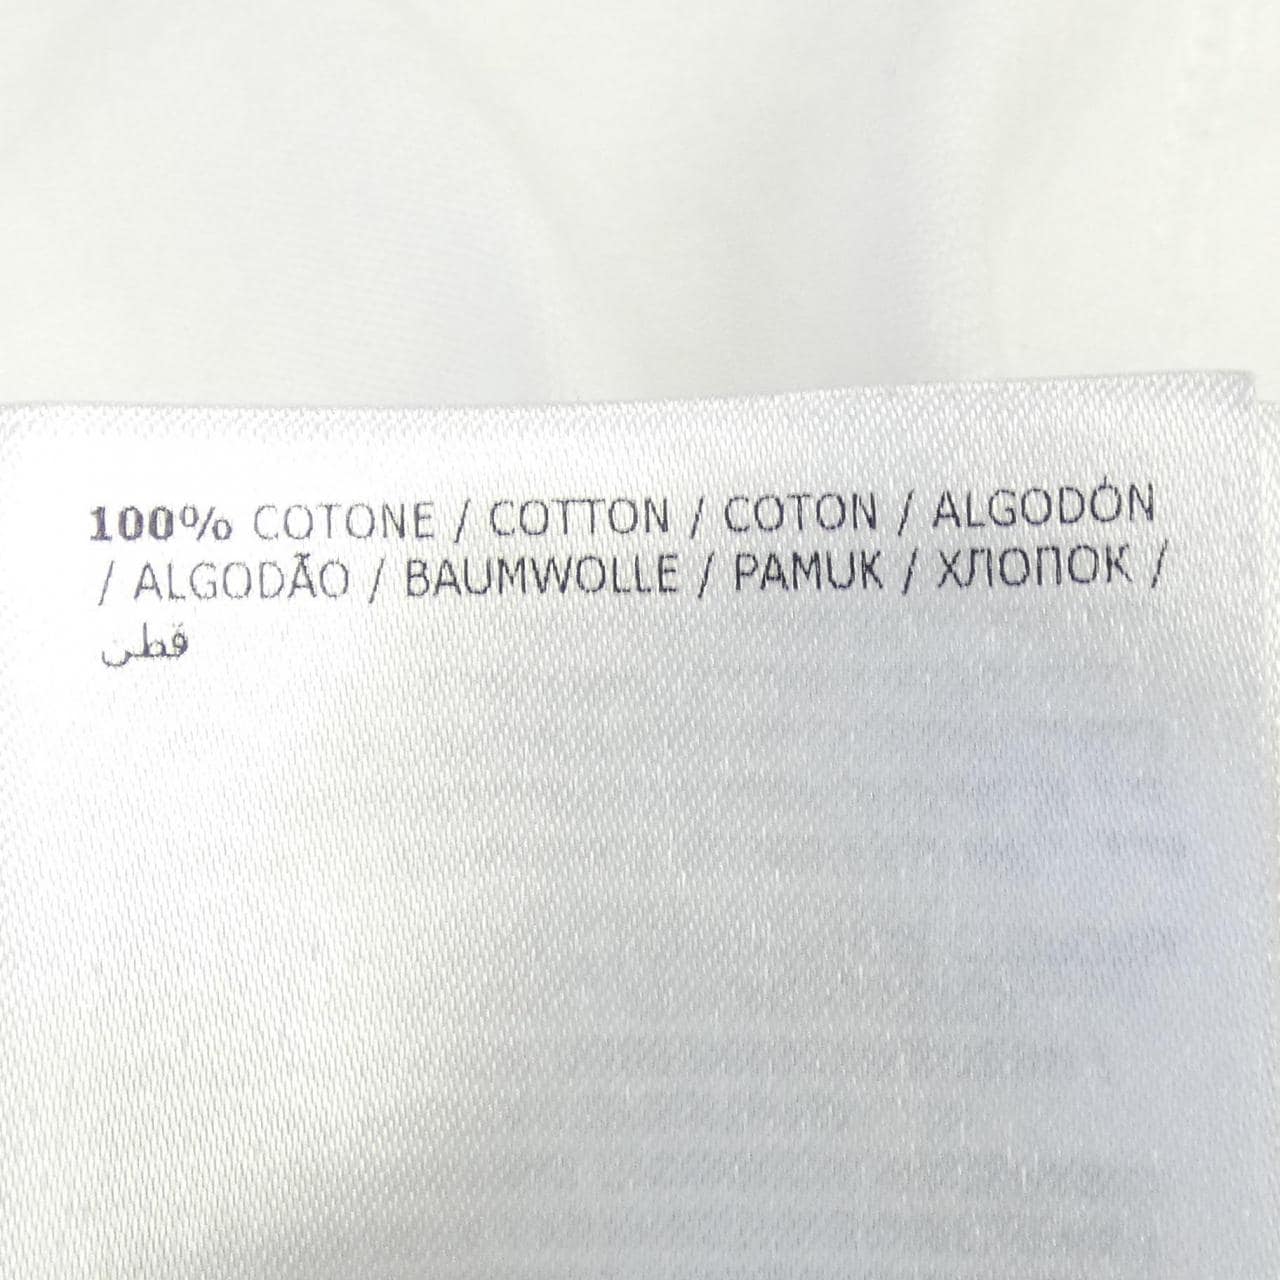 100% COTONE / COTTON / COTON / ALGODÓN
/ ALGODÃO / BAUMWOLLE / PAMUK / ХЛОПОК /
قطن